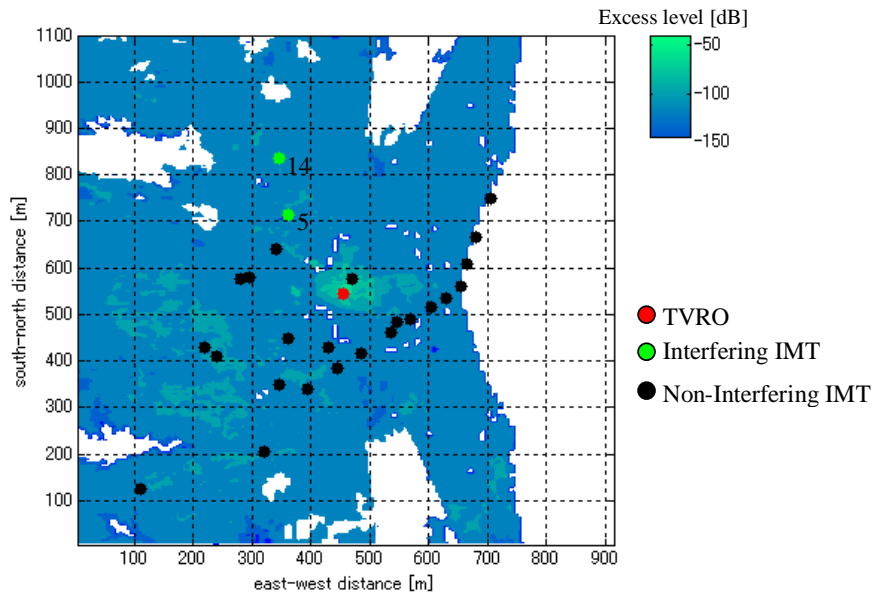 Excess level [dB]
1100
1000
900
800
700
600
500
400
300
200
100
100 200 300 400 500 600 700 800 900
east-west distance [m]
south-north distance [m]
14
5
-50
-100
-150
TVRO
Interfering IMT
Non-Interfering IMT